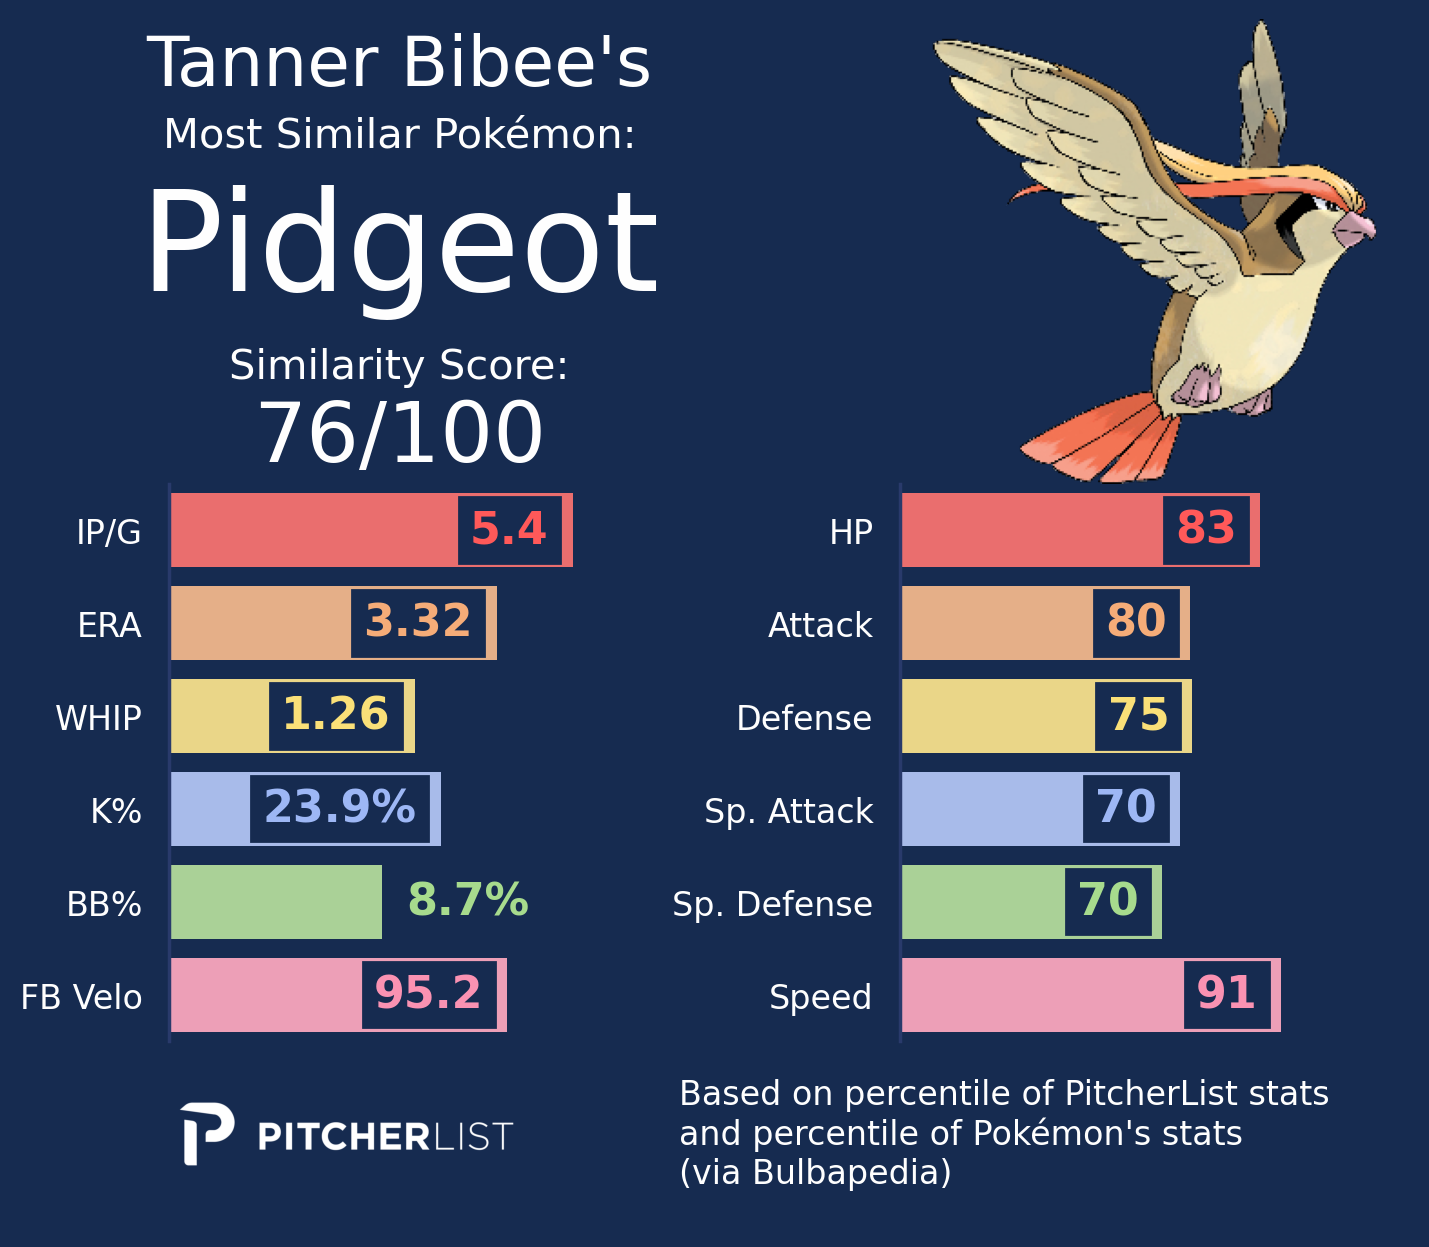 Tanner Bibee's
Most Similar Pokémon:
Pidgeot
Similarity Score:
76/100
IP/G 5.4
ERA 3.32
WHIP 1.26
K% 23.9%
BB% 8.7%
FB Velo 95.2
HP 83
Attack 80
Defense 75
Sp. Attack 70
Sp. Defense 70
Speed 91
PITCHERLIST
Based on percentile of PitcherList stats
and percentile of Pokémon's stats
(via Bulbapedia)